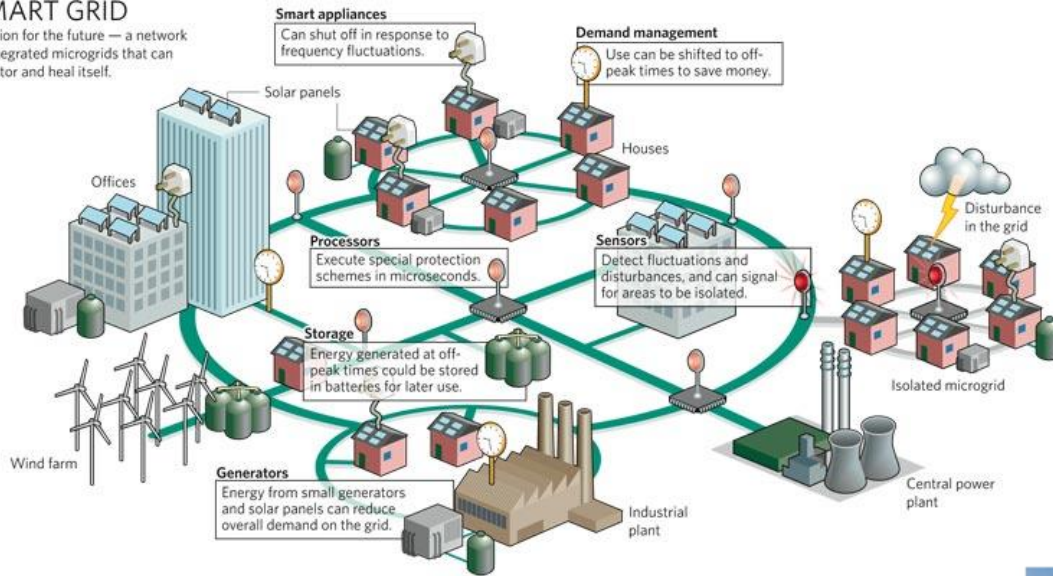 MART GRID
ion for the future — a network
tegrated microgrids that can
tor and heal itself.
Smart appliances
Can shut off in response to
frequency fluctuations.
Demand management
Use can be shifted to off-
peak times to save money.
Solar panels
Houses
Offices
Disturbance
in the grid
Processors
Execute special protection
schemes in microseconds.
Sensors
Detect fluctuations and
disturbances, and can signal
for areas to be isolated.
Storage
Energy generated at off-
peak times could be stored
in batteries for later use.
Isolated microgrid
Wind farm
Generators
Energy from small generators
and solar panels can reduce
overall demand on the grid.
Industrial
plant
Central power
plant